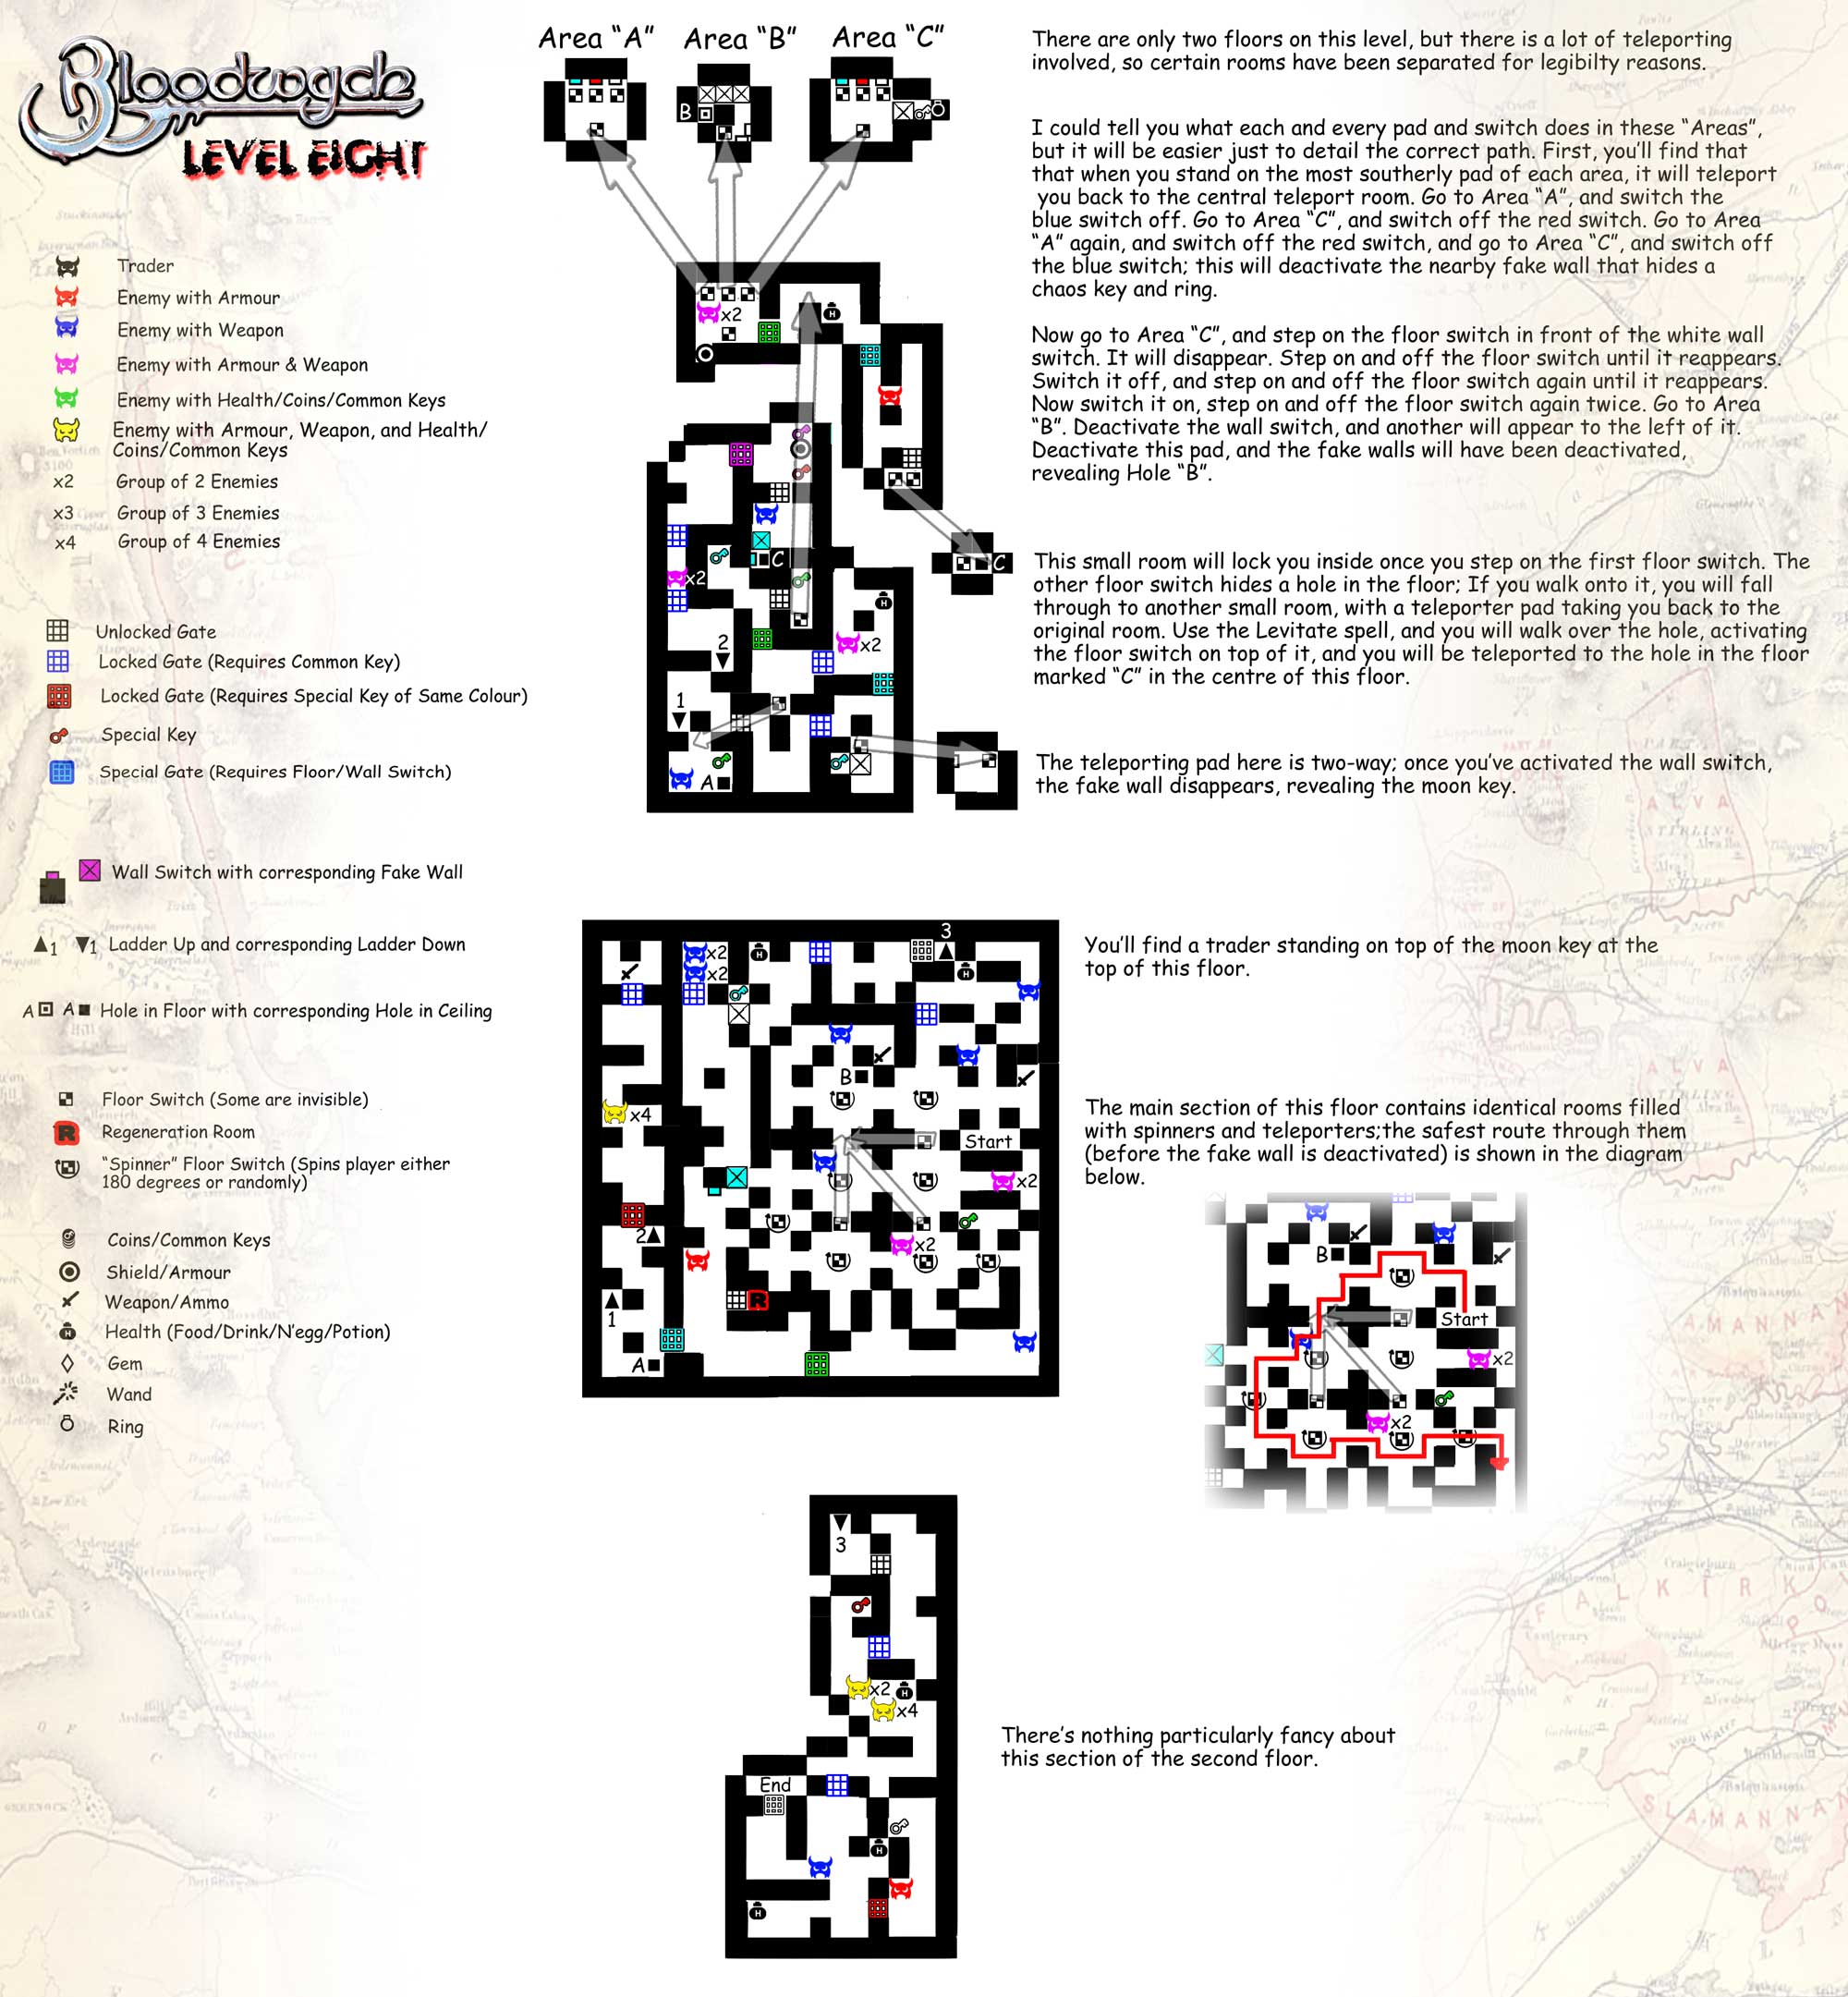 Bloodwych
LEVEL EIGHT
Area “A”
Area “B”
Area “C”
There are only two floors on this level, but there is a lot of teleporting
involved, so certain rooms have been separated for legibilty reasons.
I could tell you what each and every pad and switch does in these “Areas”,
but it will be easier just to detail the correct path. First, you’ll find that
that when you stand on the most southerly pad of each area, it will teleport
you back to the central teleport room. Go to Area “A”, and switch the
blue switch off. Go to Area “C”, and switch off the red switch. Go to Area
“A” again, and switch off the red switch, and go to Area “C”, and switch off
the blue switch; this will deactivate the nearby fake wall that hides a
chaos key and ring.
Now go to Area “C”, and step on the floor switch in front of the white wall
switch. It will disappear. Step on and off the floor switch until it reappears.
Switch it off, and step on and off the floor switch again until it reappears.
Now switch it on, step on and off the floor switch again twice. Go to Area
“B”. Deactivate the wall switch, and another will appear to the left of it.
Deactivate this pad, and the fake walls will have been deactivated,
revealing Hole “B”.
This small room will lock you inside once you step on the first floor switch. The
other floor switch hides a hole in the floor; If you walk onto it, you will fall
through to another small room, with a teleporter pad taking you back to the
original room. Use the Levitate spell, and you will walk over the hole, activating
the floor switch on top of it, and you will be teleported to the hole in the floor
marked “C” in the centre of this floor.
The teleporting pad here is two-way; once you’ve activated the wall switch,
the fake wall disappears, revealing the moon key.
Trader
Enemy with Armour
Enemy with Weapon
Enemy with Armour & Weapon
Enemy with Health/Coins/Common Keys
Enemy with Armour, Weapon, and Health/
Coins/Common Keys
x2 Group of 2 Enemies
x3 Group of 3 Enemies
x4 Group of 4 Enemies
Unlocked Gate
Locked Gate (Requires Common Key)
Locked Gate (Requires Special Key of Same Colour)
Special Key
Special Gate (Requires Floor/Wall Switch)
Wall Switch with corresponding Fake Wall
1 1 Ladder Up and corresponding Ladder Down
A A Hole in Floor with corresponding Hole in Ceiling
Floor Switch (Some are invisible)
R Regeneration Room
“Spinner” Floor Switch (Spins player either
180 degrees or randomly)
Coins/Common Keys
Shield/Armour
Weapon/Ammo
H Health (Food/Drink/N’egg/Potion)
Gem
Wand
Ring
B
x2
H
C
x2
C
H
2
x2
1
A
You’ll find a trader standing on top of the moon key at the
top of this floor.
3
x2
H
x2
H
B
x4
Start
x2
2
x2
R
1
A
The main section of this floor contains identical rooms filled
with spinners and teleporters;the safest route through them
(before the fake wall is deactivated) is shown in the diagram
below.
B
Start
x2
x2
3
x2
H
x4
End
H
H
There’s nothing particularly fancy about
this section of the second floor.